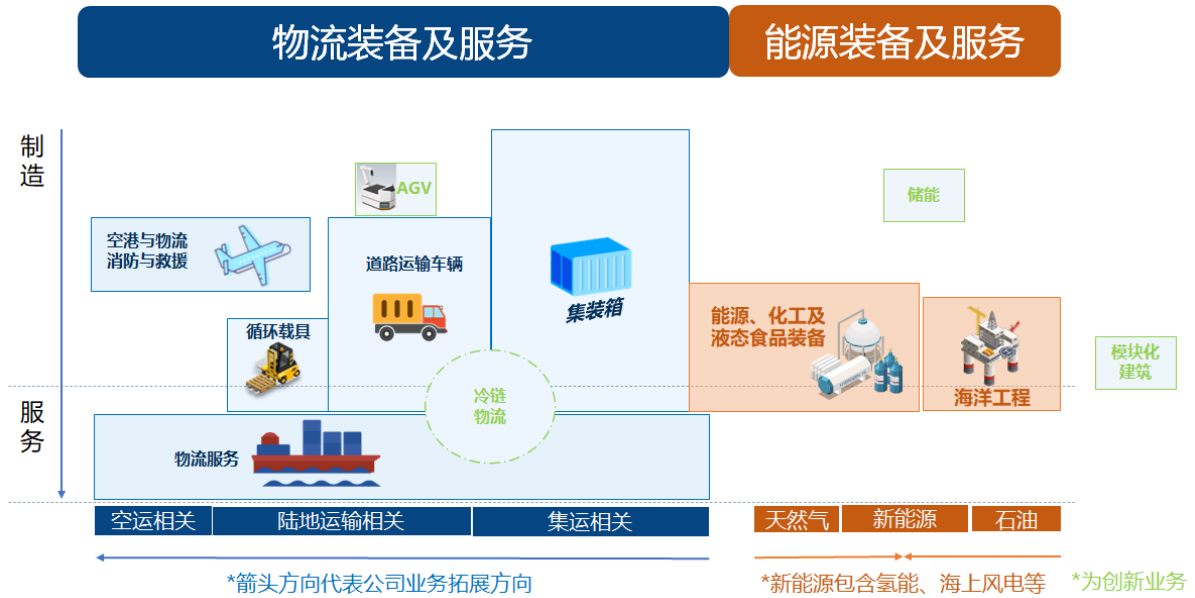 物流装备及服务
能源装备及服务
制造
AGV
储能
空港与物流
消防与救援
道路运输车辆
集装箱
能源、化工及
液态食品装备
循环载具
模块化
建筑
冷链
物流
海洋工程
服务
物流服务
空运相关
陆地运输相关
集运相关
天然气
新能源
石油
*箭头方向代表公司业务拓展方向
*新能源包含氢能、海上风电等
*为创新业务